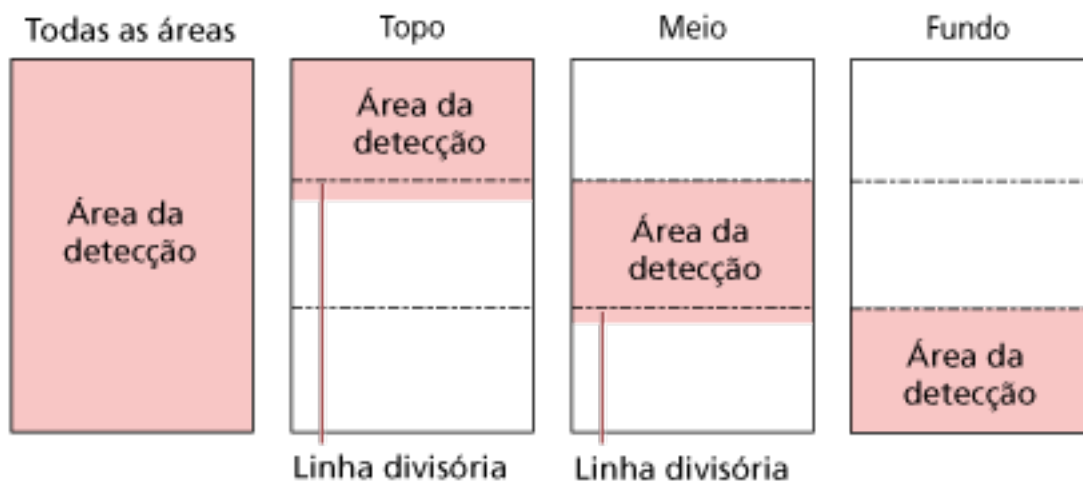 Todas as áreas
Topo
Meio
Fundo
Área da
detecção
Área da
detecção
Área da
detecção
Área da
detecção
Linha divisória
Linha divisória